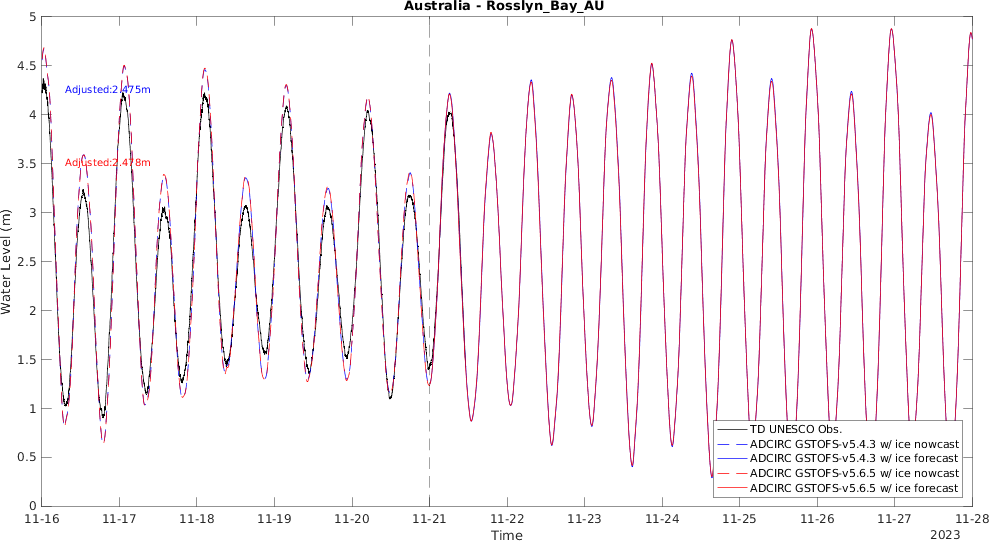 Australia - Rosslyn_Bay_AU
5
4.5
Adjusted:2.475m
4
3.5
Adjusted:2.478m
3
2.5
2
1.5
1
0.5
0
Water Level (m)
TD UNESCO Obs.
ADCIRC GSTOFS-v5.4.3 w/ ice nowcast
ADCIRC GSTOFS-v5.4.3 w/ ice forecast
ADCIRC GSTOFS-v5.6.5 w/ ice nowcast
ADCIRC GSTOFS-v5.6.5 w/ ice forecast
11-16 11-17 11-18 11-19 11-20 11-21 11-22 11-23 11-24 11-25 11-26 11-27 11-28
Time
2023